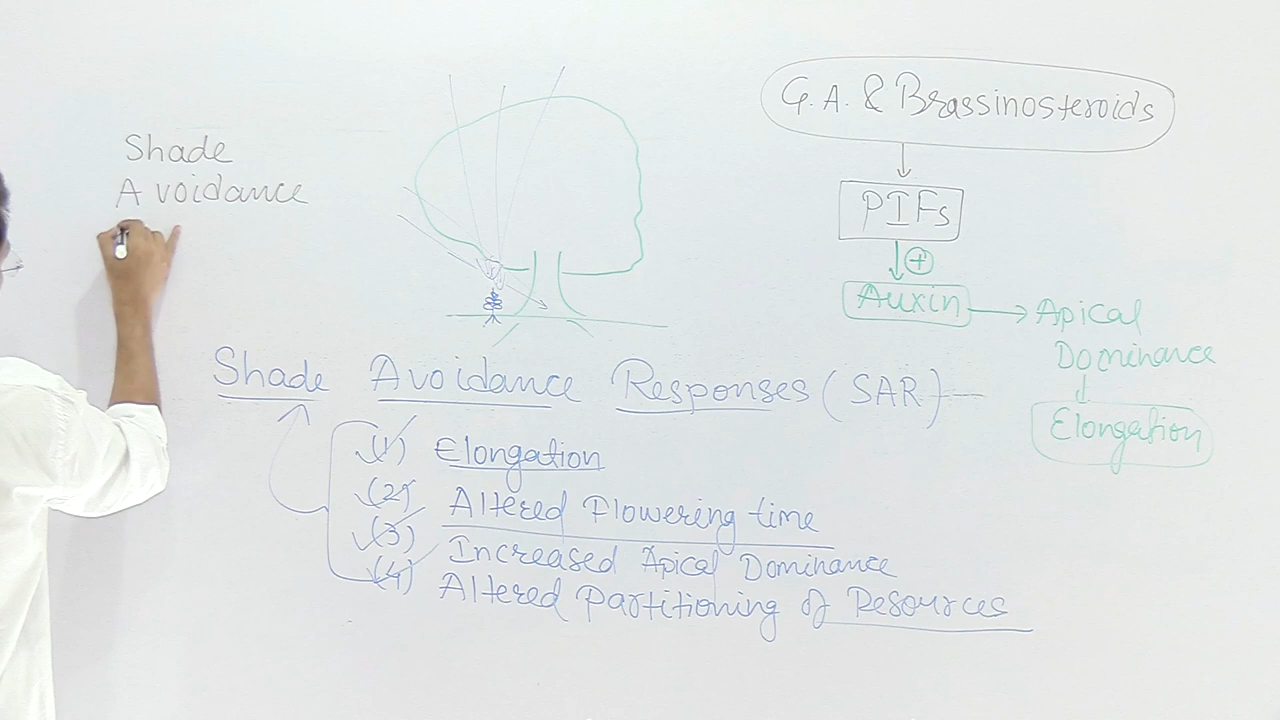 Shade
Avoidance
G.A. & Brassinosteroids
PIFs
+
Auxin
Apical
Dominance
Elongation
Shade Avoidance Responses (SAR)-
(1) Elongation
(2) Altered Flowering time
(3) Increased Apical Dominance
(4) Altered Partitioning of Resources